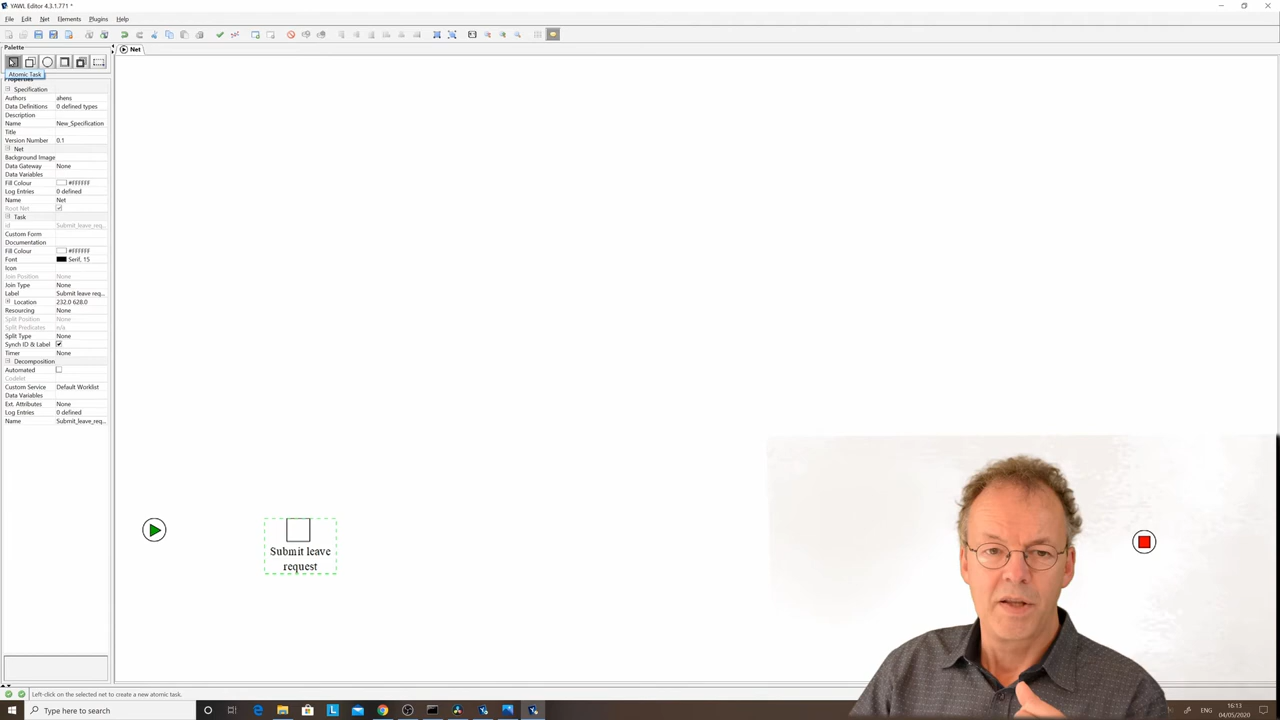 YAWL Editor 4.3.1.771 *
File Edit Net Elements Plugins Help
Palette
Net
Atomic Task
Properties
Specification
Authors ahens
Data Definitions 0 defined types
Description
Name New_Specification
Title
Version Number 0.1
Net
Background Image
Data Gateway None
Data Variables
Fill Colour #FFFFFF
Log Entries 0 defined
Name Net
Root Net
Task
id Submit_leave_req...
Custom Form
Documentation
Fill Colour #FFFFFF
Font Serif, 15
Icon
Join Position None
Join Type None
Label Submit leave req...
Location 232.0 628.0
Resourcing None
Split Position None
Split Predicates n/a
Split Type None
Synch ID & Label
Timer None
Decomposition
Automated
Codelet
Custom Service Default Worklist
Data Variables
Ext. Attributes None
Log Entries 0 defined
Name Submit_leave_req...
Submit leave
request
Left-click on the selected net to create a new atomic task.
Type here to search
ENG
16:13
04/05/2020